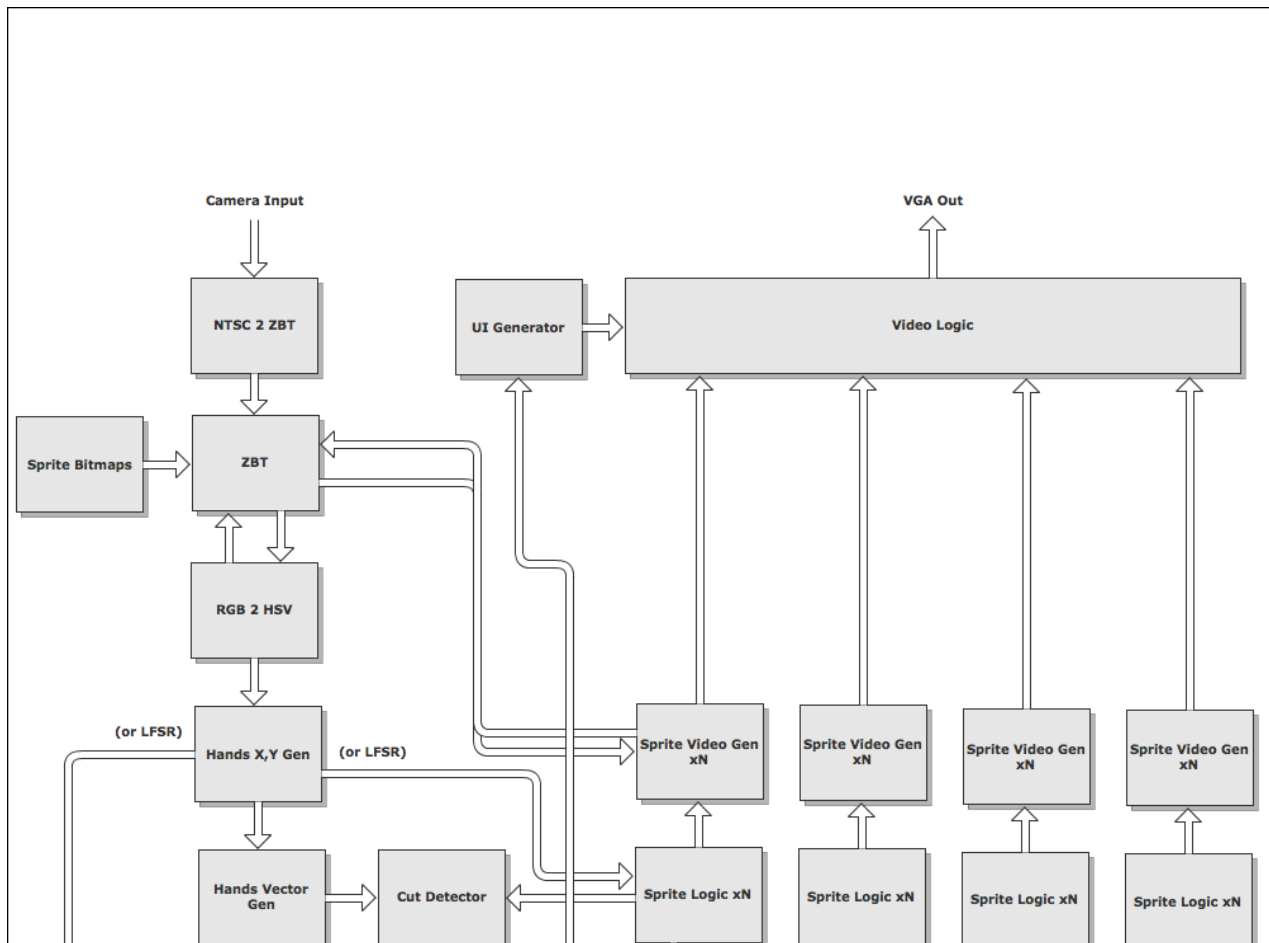 Camera Input
VGA Out
NTSC 2 ZBT
UI Generator
Video Logic
Sprite Bitmaps
ZBT
RGB 2 HSV
(or LFSR)
Hands X,Y Gen
(or LFSR)
Sprite Video Gen
xN
Sprite Video Gen
xN
Sprite Video Gen
xN
Sprite Video Gen
xN
Hands Vector
Gen
Cut Detector
Sprite Logic xN
Sprite Logic xN
Sprite Logic xN
Sprite Logic xN